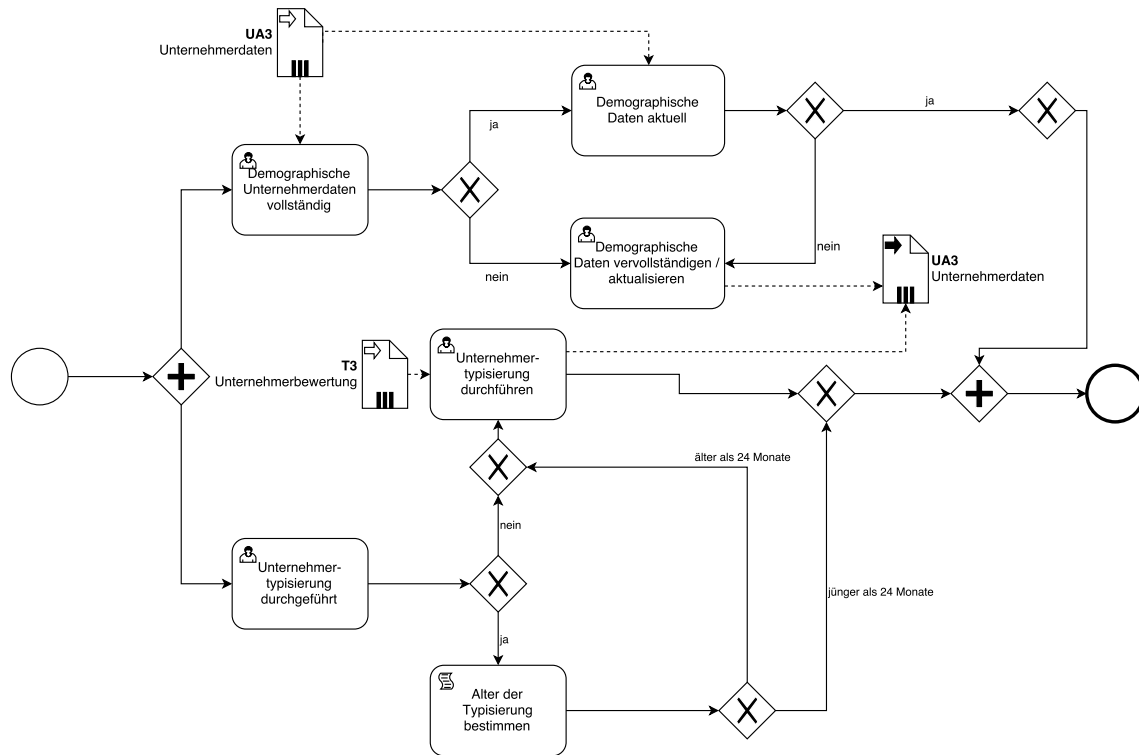 UA3
Unternehmerdaten
Demographische
Daten aktuell
ja
ja
Demographische
Unternehmerdaten
vollständig
nein
Demographische
Daten vervollständigen /
aktualisieren
nein
UA3
Unternehmerdaten
T3
Unternehmerbewertung
Unternehmer-
typisierung
durchführen
älter als 24 Monate
nein
Unternehmer-
typisierung
durchgeführt
jünger als 24 Monate
ja
Alter der
Typisierung
bestimmen